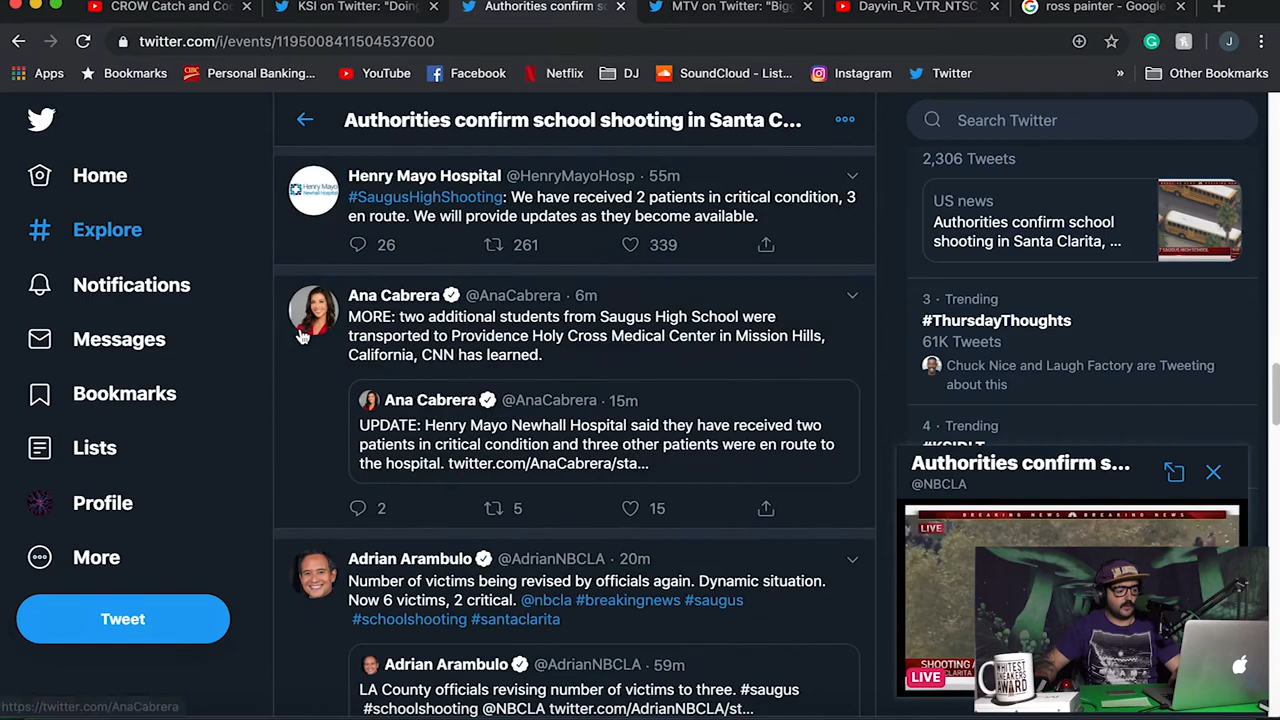 CROW Catch and Co
KSI on Twitter: "Doing
Authorities confirm sc
MTV on Twitter: "Bigg
Dayvin_R_VTR_NTSC_
ross painter - Google
twitter.com/i/events/1195008411504537600
J
Apps
Bookmarks
Personal Banking...
YouTube
Facebook
Netflix
DJ
SoundCloud - List...
Instagram
Twitter
»
Other Bookmarks
Home
Explore
Notifications
Messages
Bookmarks
Lists
Profile
More
Tweet
https://twitter.com/AnaCabrera
Authorities confirm school shooting in Santa C...
Henry Mayo Hospital @HenryMayoHosp · 55m
#SaugusHighShooting: We have received 2 patients in critical condition, 3
en route. We will provide updates as they become available.
26 261 339
Ana Cabrera @AnaCabrera · 6m
MORE: two additional students from Saugus High School were
transported to Providence Holy Cross Medical Center in Mission Hills,
California, CNN has learned.
Ana Cabrera @AnaCabrera · 15m
UPDATE: Henry Mayo Newhall Hospital said they have received two
patients in critical condition and three other patients were en route to
the hospital. twitter.com/AnaCabrera/sta...
2 5 15
Adrian Arambulo @AdrianNBCLA · 20m
Number of victims being revised by officials again. Dynamic situation.
Now 6 victims, 2 critical. @nbcla #breakingnews #saugus
#schoolshooting #santaclarita
Adrian Arambulo @AdrianNBCLA · 59m
LA County officials revising number of victims to three. #saugus
#schoolshooting @NBCLA twitter.com/AdrianNBCLA/st...
Search Twitter
2,306 Tweets
US news
Authorities confirm school
shooting in Santa Clarita, ...
3 · Trending
#ThursdayThoughts
61K Tweets
Chuck Nice and Laugh Factory are Tweeting
about this
4 · Trending
Authorities confirm s...
@NBCLA
BREAKING NEWS BREAKING NEWS
LIVE
SHOOTING A
LIVE
WHITEST
SNEAKERS
AWARD